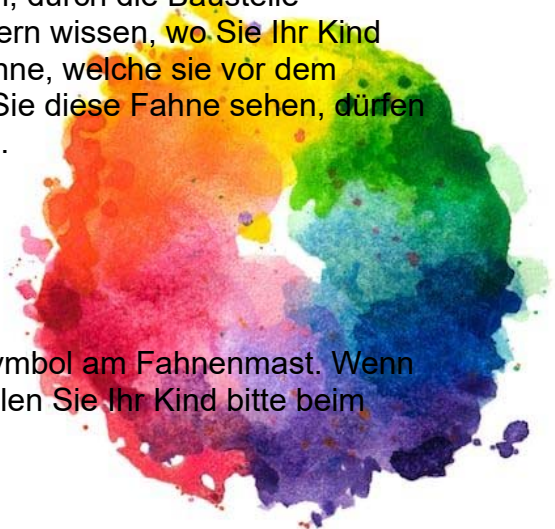 , durch die Baustelle
ern wissen, wo Sie Ihr Kind
hne, welche sie vor dem
Sie diese Fahne sehen, dürfen
.
ymbol am Fahnenmast. Wenn
len Sie Ihr Kind bitte beim